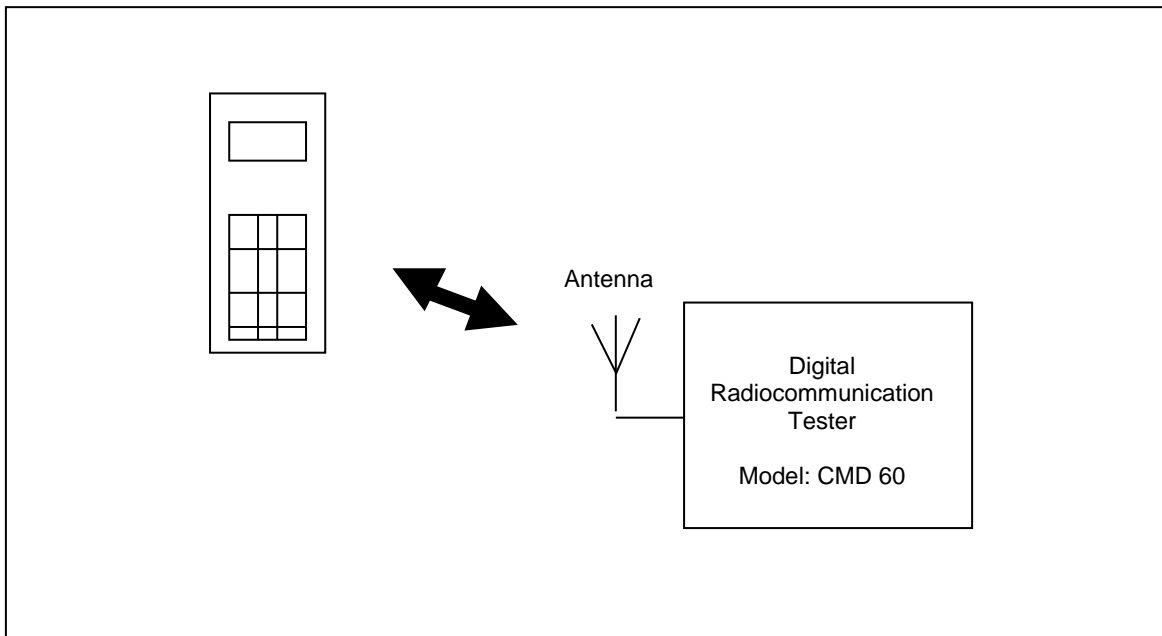 Antenna
Digital
Radiocommunication
Tester
Model: CMD 60